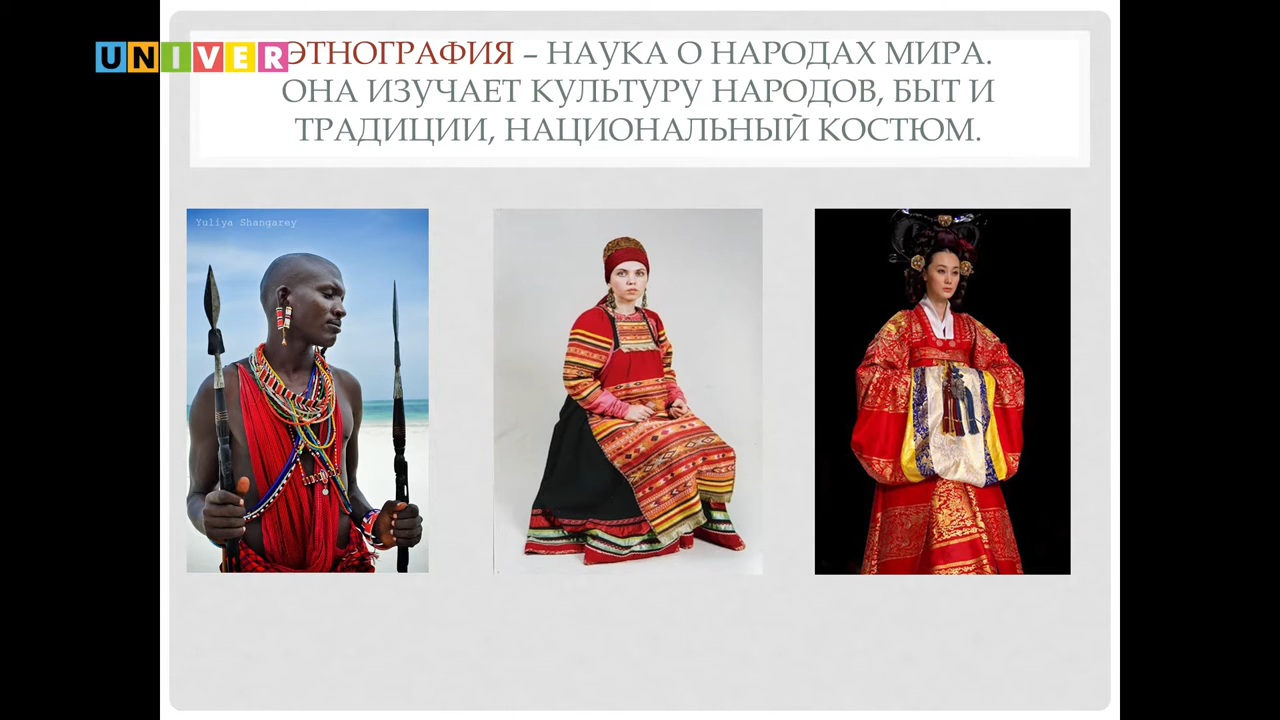 UNIVER
ЭТНОГРАФИЯ – НАУКА О НАРОДАХ МИРА.
ОНА ИЗУЧАЕТ КУЛЬТУРУ НАРОДОВ, БЫТ И
ТРАДИЦИИ, НАЦИОНАЛЬНЫЙ КОСТЮМ.
Yuliya Shangarey